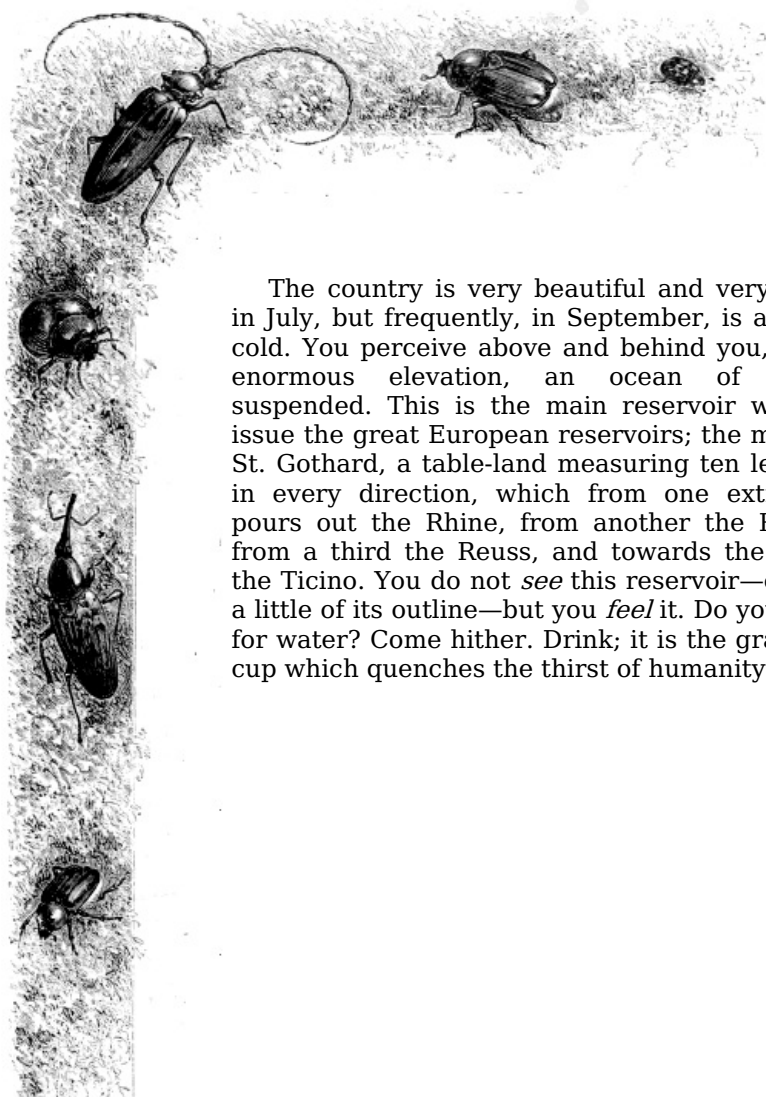 The country is very beautiful and very
in July, but frequently, in September, is a
cold. You perceive above and behind you,
enormous elevation, an ocean of
suspended. This is the main reservoir w
issue the great European reservoirs; the m
St. Gothard, a table-land measuring ten le
in every direction, which from one ext
pours out the Rhine, from another the
from a third the Reuss, and towards the
the Ticino. You do not see this reservoir—
a little of its outline—but you feel it. Do you
for water? Come hither. Drink; it is the gra
cup which quenches the thirst of humanity